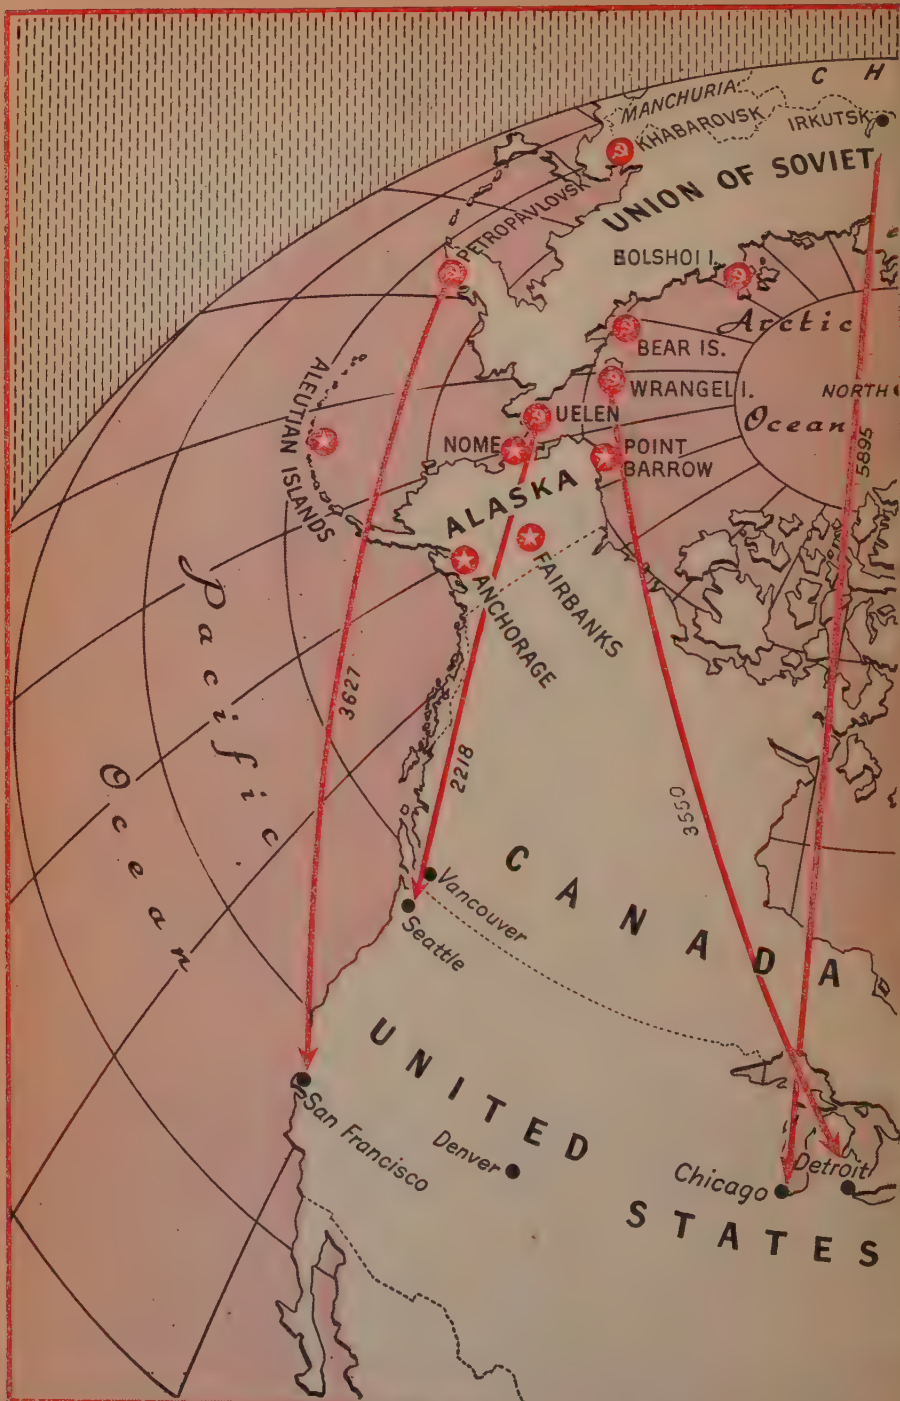 C H
MANCHURIA
KHABAROVSK
IRKUTSK
UNION OF SOVIET
PETROPAVLOVSK
BOLSHOI I.
Arctic
BEAR IS.
WRANGEL I.
NORTH
ALEUTIAN
ISLANDS
UELEN
Ocean
NOME
POINT
BARROW
5895
ALASKA
FAIRBANKS
ANCHORAGE
Pacific
Ocean
3627
2218
3550
CANADA
Vancouver
Seattle
UNITED
STATES
San Francisco
Denver
Chicago
Detroit